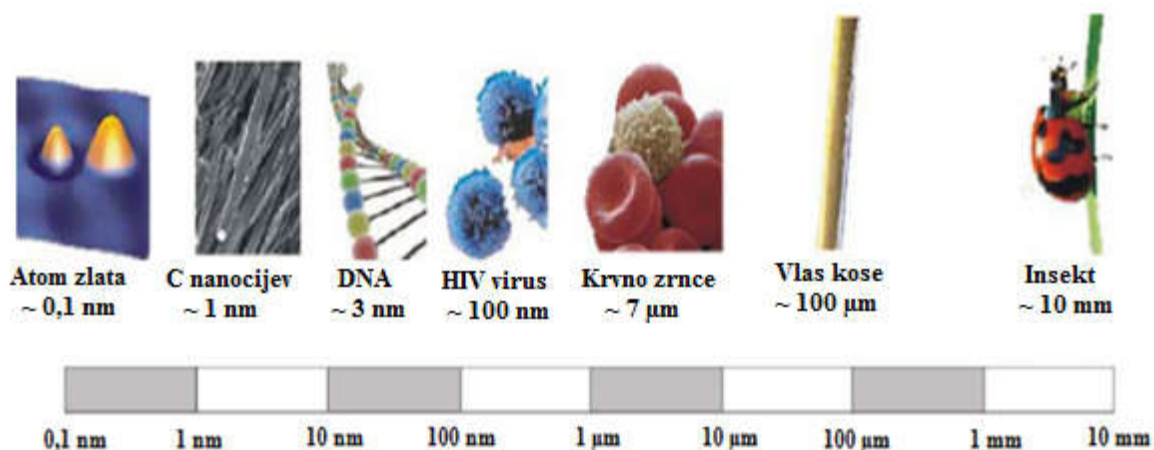 Atom zlata
~ 0,1 nm
C nanocijev
~ 1 nm
DNA
~ 3 nm
HIV virus
~ 100 nm
Krvno zrnce
~ 7 µm
Vlas kose
~ 100 µm
Insekt
~ 10 mm
0,1 nm
1 nm
10 nm
100 nm
1 µm
10 µm
100 µm
1 mm
10 mm